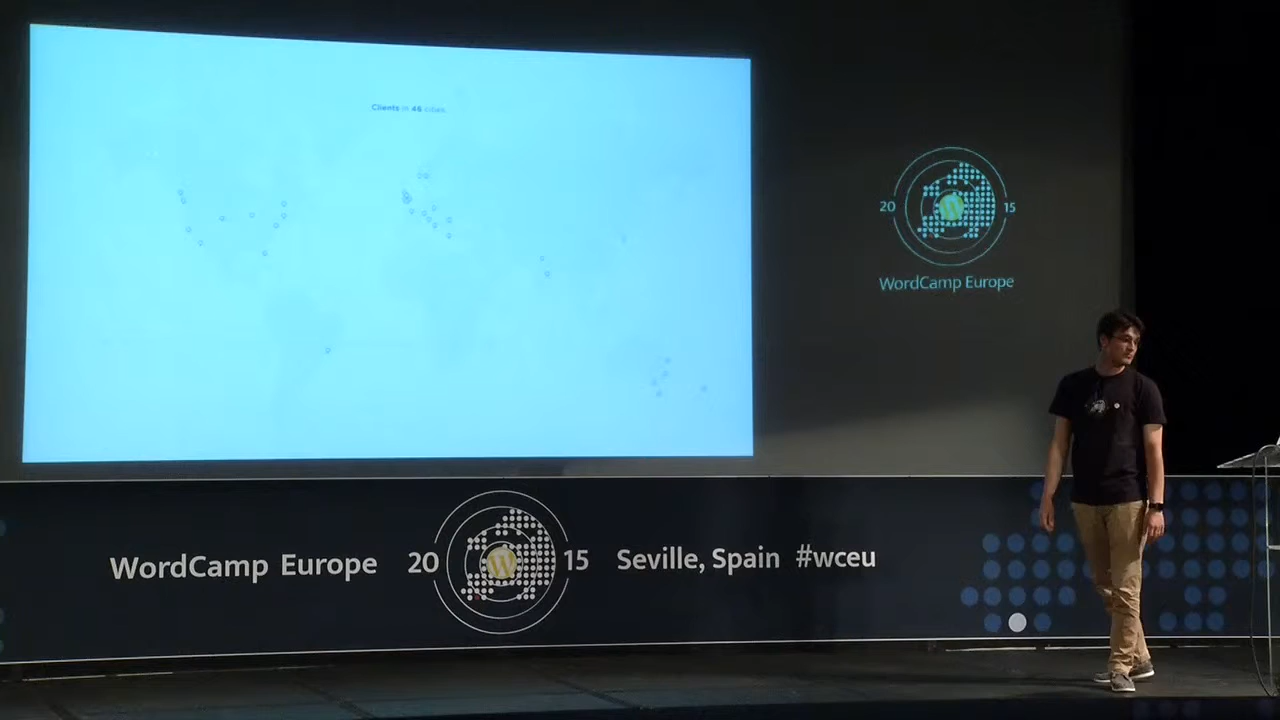 Clients in 46 cities.
20 W 15
WordCamp Europe
WordCamp Europe 20 W 15 Seville, Spain #wceu